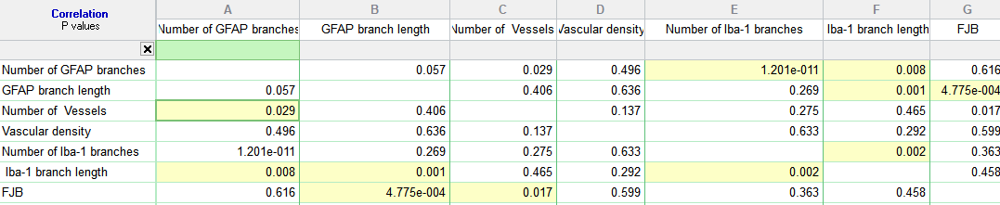 Correlation
P values
A B C D E F G
Number of GFAP branches GFAP branch length Number of Vessels Vascular density Number of Iba-1 branches Iba-1 branch length FJB
Number of GFAP branches 0.057 0.029 0.496 1.201e-011 0.008 0.616
GFAP branch length 0.057 0.406 0.636 0.269 0.001 4.775e-004
Number of Vessels 0.029 0.406 0.137 0.275 0.465 0.017
Vascular density 0.496 0.636 0.137 0.633 0.292 0.599
Number of Iba-1 branches 1.201e-011 0.269 0.275 0.633 0.002 0.363
Iba-1 branch length 0.008 0.001 0.465 0.292 0.002 0.458
FJB 0.616 4.775e-004 0.017 0.599 0.363 0.458